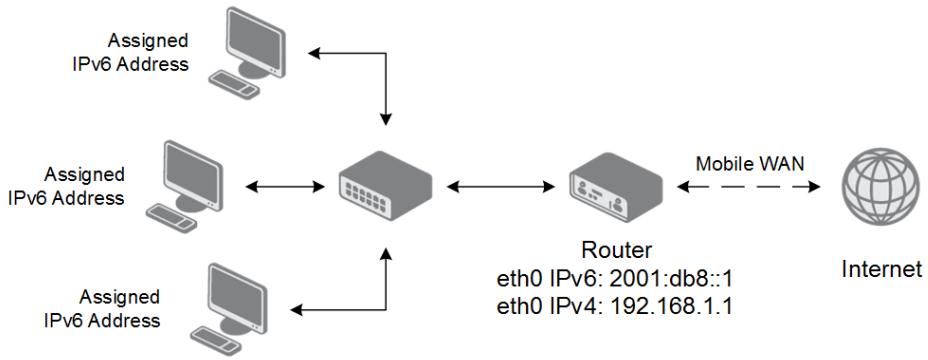 Assigned
IPv6 Address
Assigned
IPv6 Address
Assigned
IPv6 Address
Mobile WAN
Router
eth0 IPv6: 2001:db8::1
eth0 IPv4: 192.168.1.1
Internet